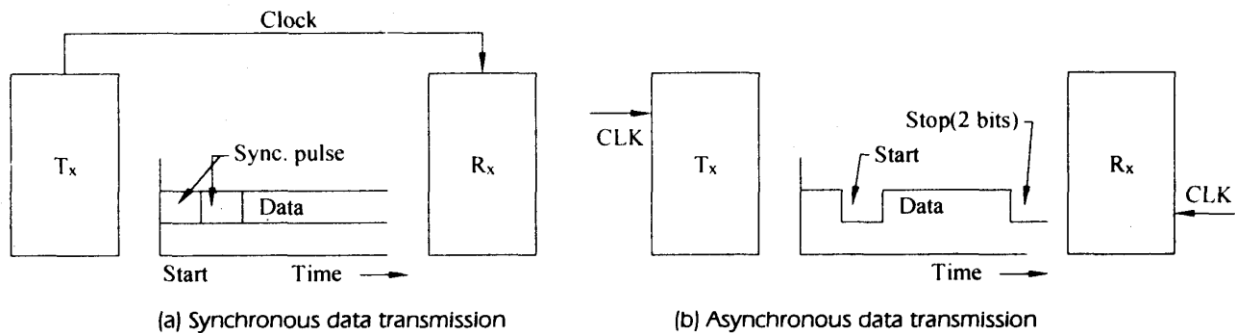 Clock
Tx
Sync. pulse
Data
Start
Time
Rx
(a) Synchronous data transmission
CLK
Tx
Start
Stop(2 bits)
Data
Time
Rx
CLK
(b) Asynchronous data transmission